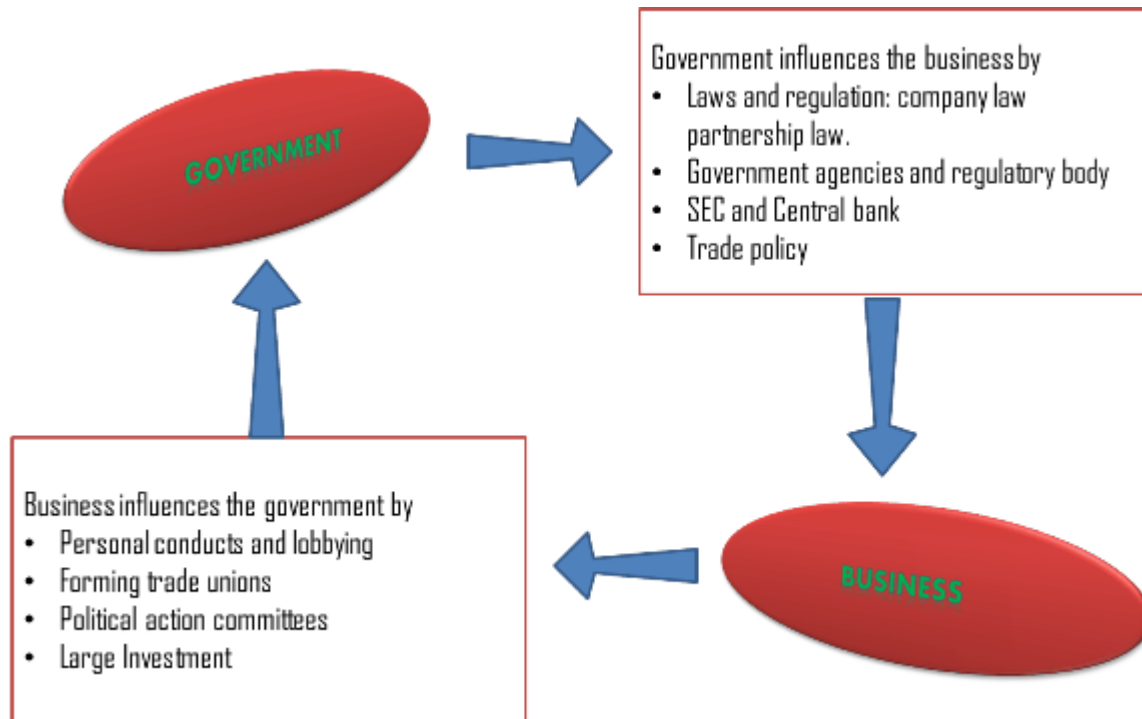 GOVERNMENT
Government influences the business by
• Laws and regulation: company law
partnership law.
• Government agencies and regulatory body
• SEC and Central bank
• Trade policy
Business influences the government by
• Personal conducts and lobbying
• Forming trade unions
• Political action committees
• Large Investment
BUSINESS